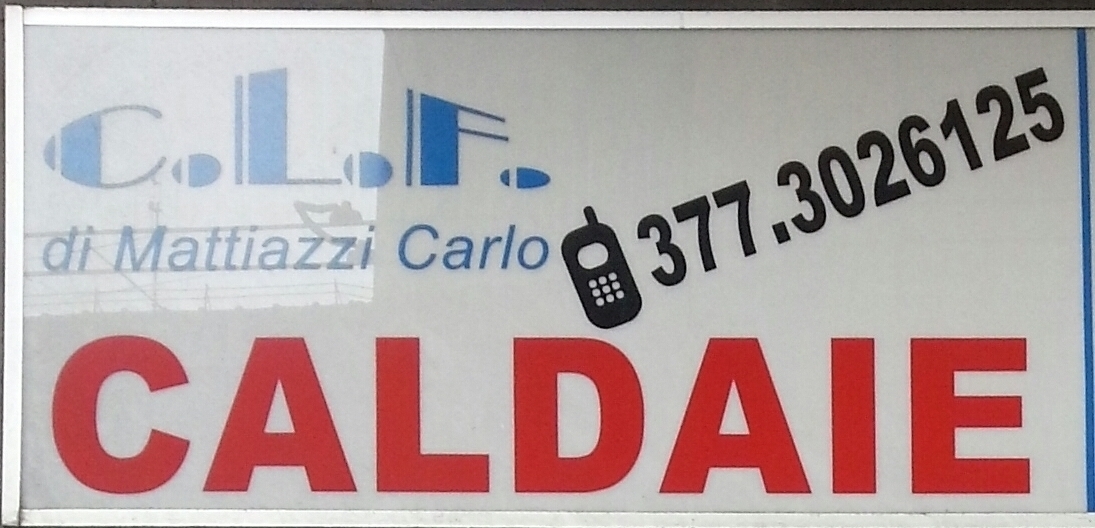 C.L.F.
di Mattiazzi Carlo
377.3026125
CALDAIE